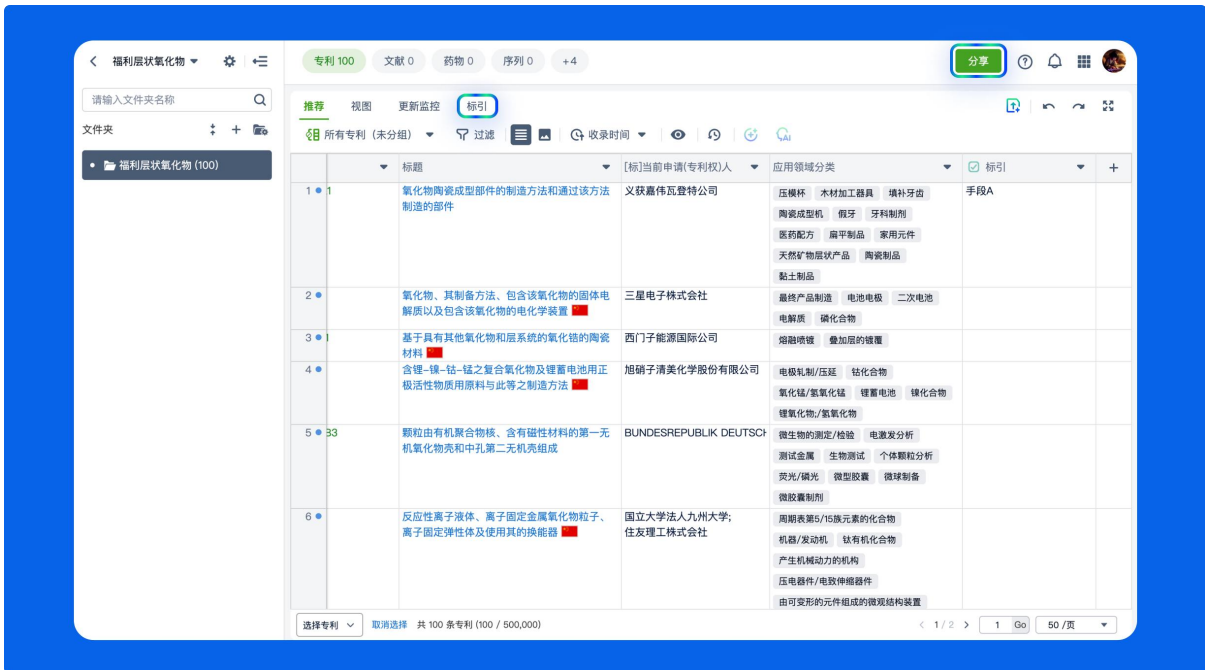 福利层状氧化物
专利 100
文献 0
药物 0
序列 0
+4
分享
请输入文件夹名称
文件夹
福利层状氧化物 (100)
推荐
视图
更新监控
标引
所有专利（未分组）
过滤
收录时间
AI
标题
[标]当前申请(专利权)人
应用领域分类
标引
1
1
氧化物陶瓷成型部件的制造方法和通过该方法
制造的部件
义获嘉伟瓦登特公司
压模杯 木材加工器具 填补牙齿
陶瓷成型机 假牙 牙科制剂
医药配方 扁平制品 家用元件
天然矿物层状产品 陶瓷制品
黏土制品
手段A
2
氧化物、其制备方法、包含该氧化物的固体电
解质以及包含该氧化物的电化学装置
三星电子株式会社
最终产品制造 电池电极 二次电池
电解质 磷化合物
3
基于具有其他氧化物和层系统的氧化锆的陶瓷
材料
西门子能源国际公司
熔融喷镀 叠加层的镀覆
4
含锂-镍-钴-锰之复合氧化物及锂蓄电池用正
极活性物质用原料与此等之制造方法
旭硝子清美化学股份有限公司
电极轧制/压延 钴化合物
氧化锰/氢氧化锰 锂蓄电池 镍化合物
锂氧化物;/氢氧化物
5
B3
颗粒由有机聚合物核、含有磁性材料的第一无
机氧化物壳和中孔第二无机壳组成
BUNDESREPUBLIK DEUTSCH
微生物的测定/检验 电激发分析
测试金属 生物测试 个体颗粒分析
荧光/磷光 微型胶囊 微球制备
微胶囊制剂
6
反应性离子液体、离子固定金属氧化物粒子、
离子固定弹性体及使用其的换能器
国立大学法人九州大学;
住友理工株式会社
周期表第5/15族元素的化合物
机器/发动机 钛有机化合物
产生机械动力的机构
压电器件/电致伸缩器件
由可变形的元件组成的微观结构装置
选择专利
取消选择
共 100 条专利 (100 / 500,000)
1 / 2
1
Go
50 /页